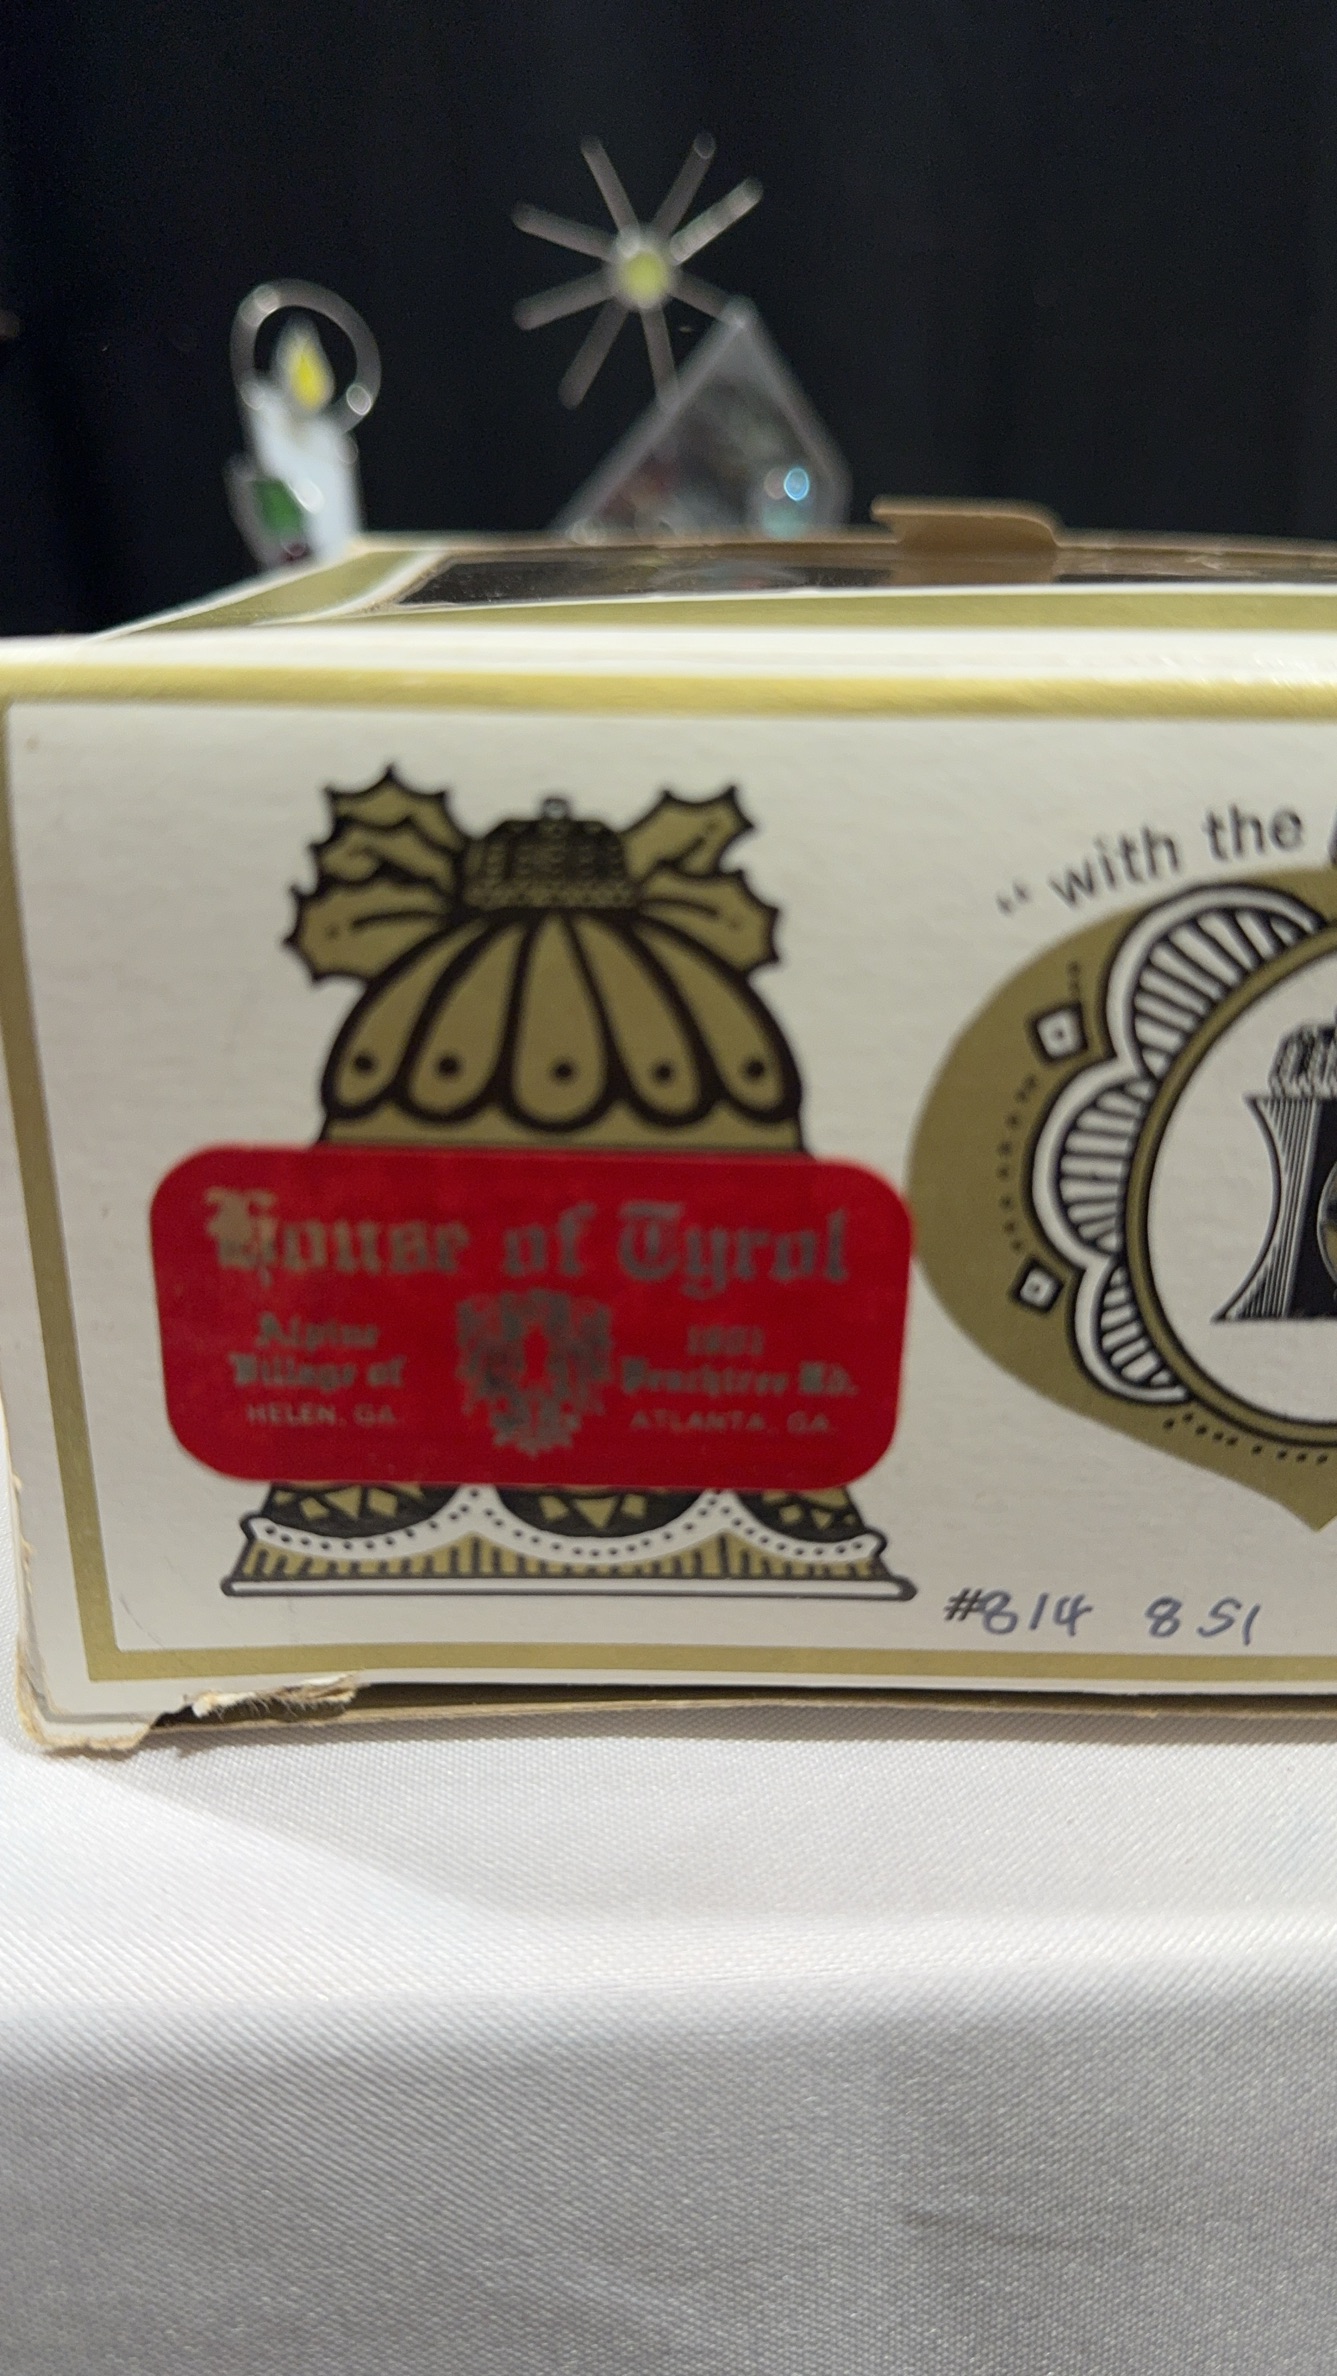 “with the
House of Tyrol
Alpine
Village of
HELEN, GA.
Peachtree Rd.
ATLANTA, GA.
#814 851